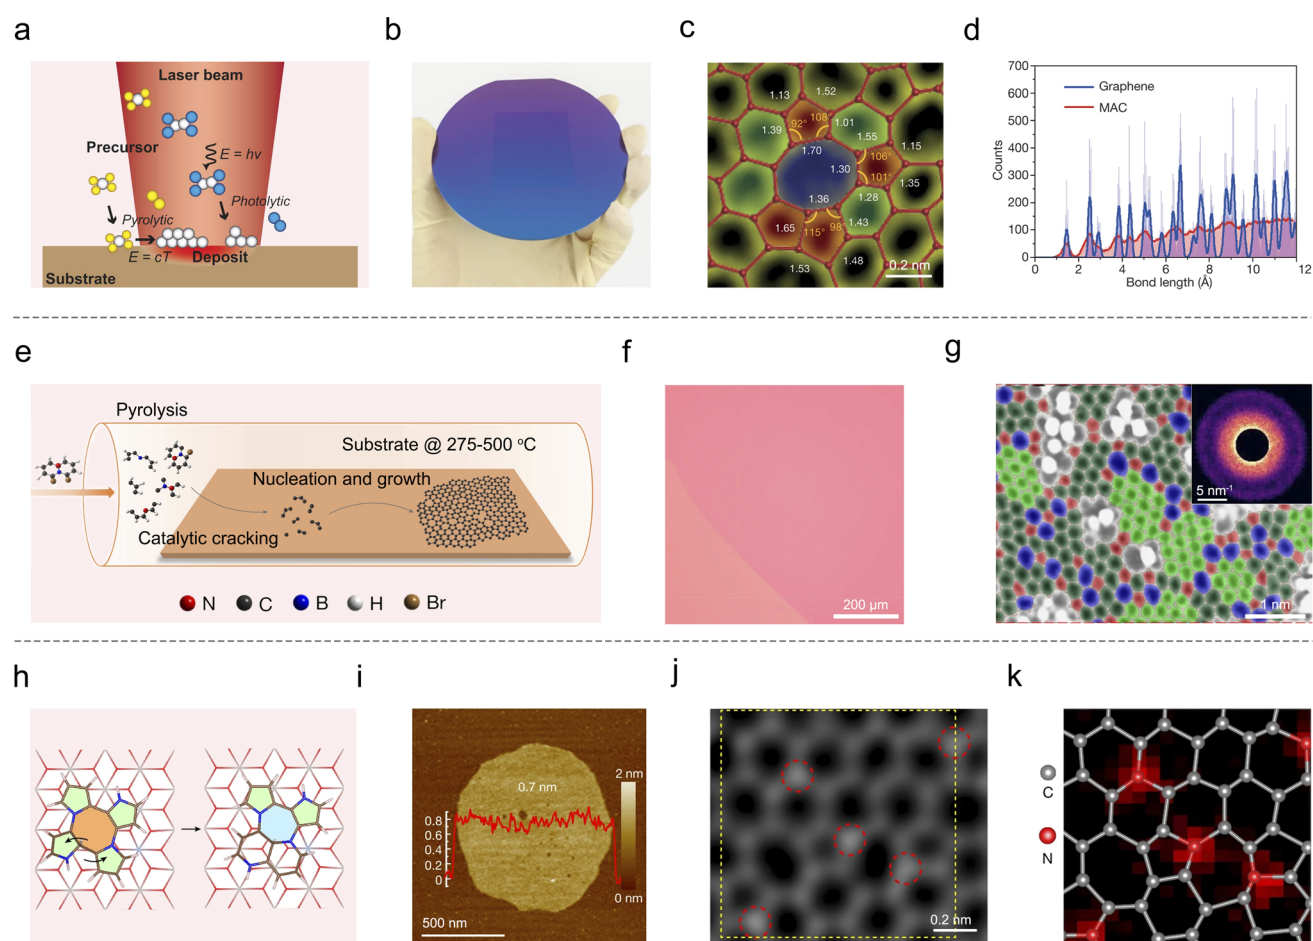 a
Laser beam
Precursor
E = hv
Pyrolytic
Photolytic
E = cT
Deposit
Substrate
b
c
1.13
1.52
92°
108°
1.39
1.01
1.55
1.15
1.70
106°
1.30
101°
1.35
1.36
1.28
1.65
115°
98°
1.43
1.53
1.48
0.2 nm
d
700
600
500
400
300
200
100
0
Counts
Graphene
MAC
0 2 4 6 8 10 12
Bond length (Å)
e
Pyrolysis
Substrate @ 275-500 °C
Nucleation and growth
Catalytic cracking
N C B H Br
f
200 µm
g
5 nm-1
1 nm
h
i
0.7 nm
2 nm
0.8
0.6
0.4
0.2
0
0 nm
500 nm
j
0.2 nm
k
C
N